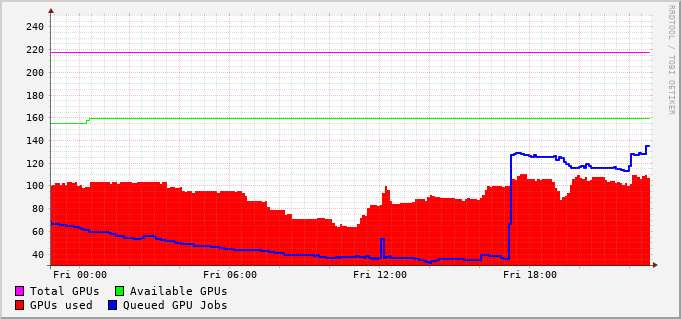 240
220
200
180
160
140
120
100
80
60
40
Fri 00:00 Fri 06:00 Fri 12:00 Fri 18:00
Total GPUs Available GPUs
GPUs used Queued GPU Jobs
RRDTOOL / TOBI OETIKER